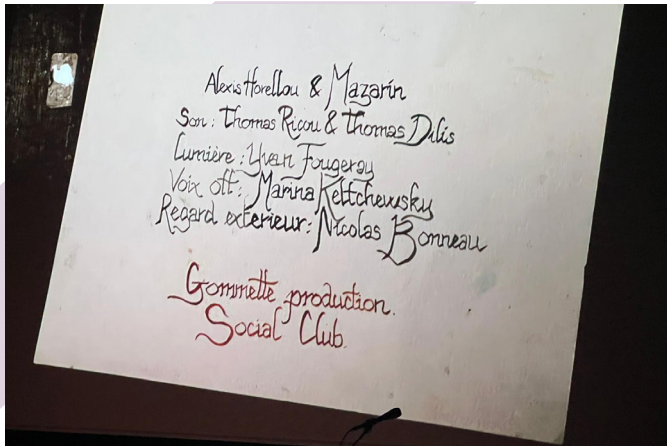 Alexis Horellou & Mazarin
Son : Thomas Ricou & Thomas Dilis
Lumière : Yvan Fougeray
Voix off : Marina Keltchewsky
Regard exterieur : Nicolas Bonneau
Gommette production.
Social Club.